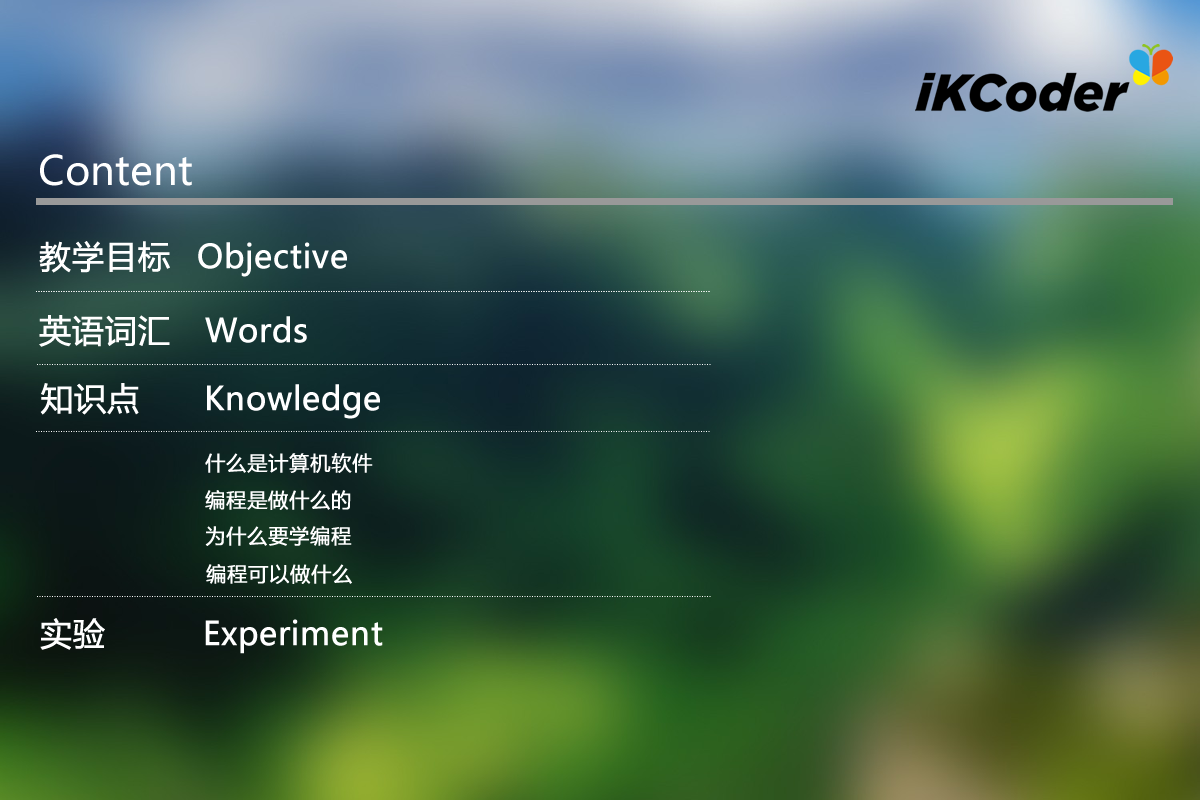 iKCoder
Content
教学目标 Objective
英语词汇 Words
知识点 Knowledge
什么是计算机软件
编程是做什么的
为什么要学编程
编程可以做什么
实验 Experiment